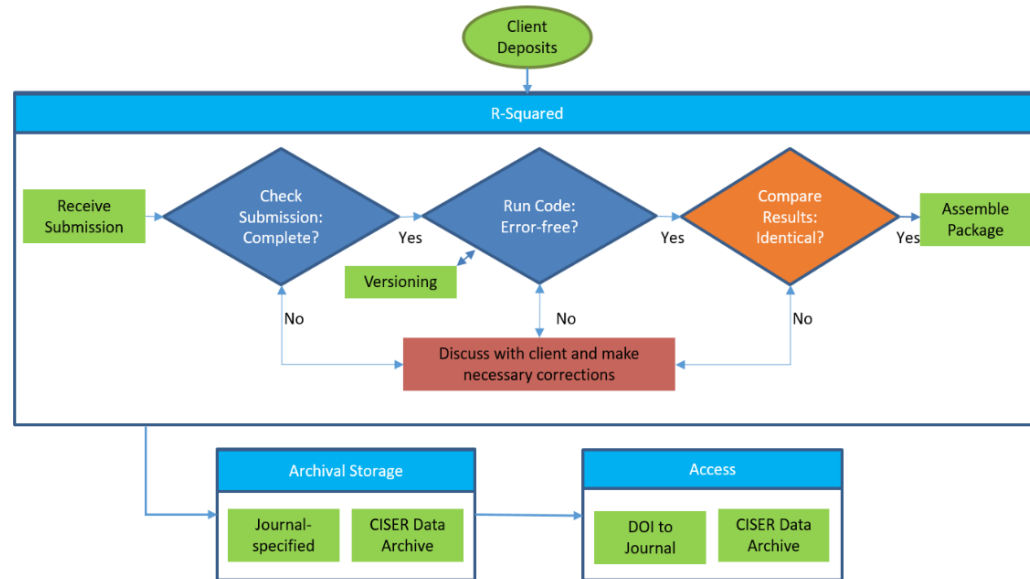 Client
Deposits
R-Squared
Receive
Submission
Check
Submission:
Complete?
Yes
Run Code:
Error-free?
Yes
Compare
Results:
Identical?
Yes
Assemble
Package
Versioning
No
No
No
Discuss with client and make
necessary corrections
Archival Storage
Journal-
specified
CISER Data
Archive
Access
DOI to
Journal
CISER Data
Archive